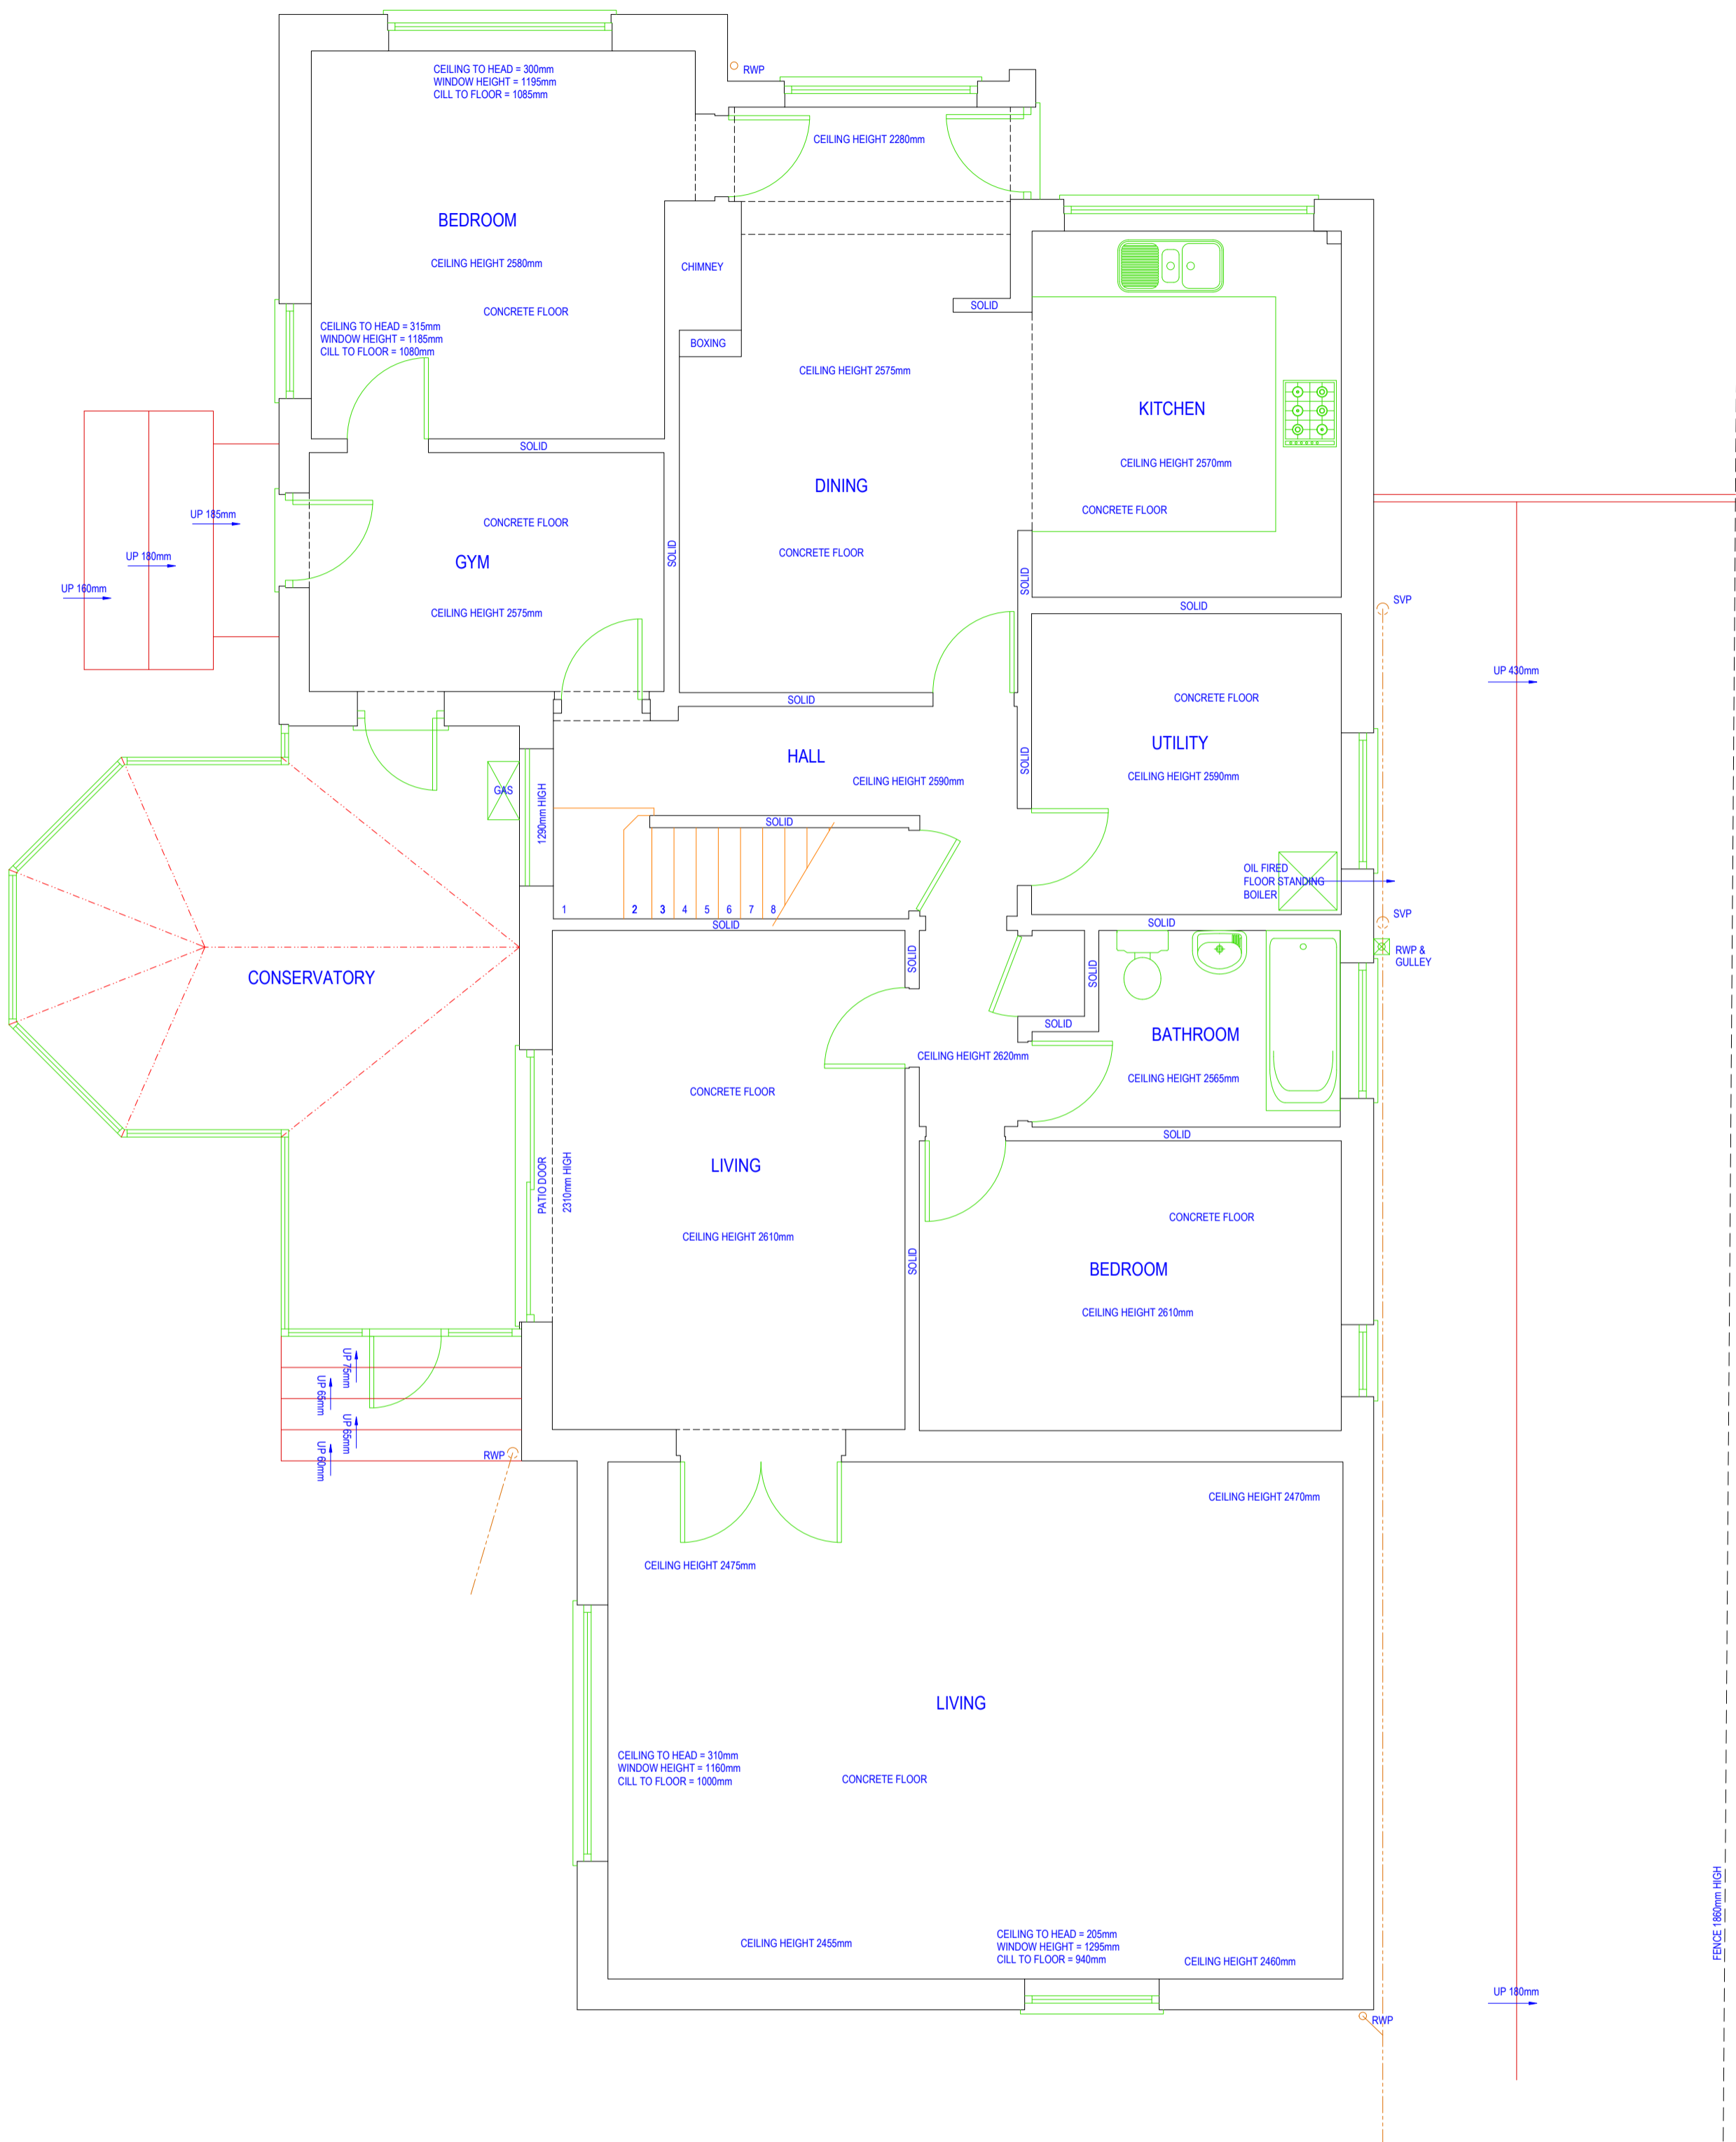 CEILING TO HEAD = 300mm
WINDOW HEIGHT = 1195mm
CILL TO FLOOR = 1085mm
RWP
CEILING HEIGHT 2280mm
BEDROOM
CEILING HEIGHT 2580mm
CHIMNEY
CONCRETE FLOOR
SOLID
CEILING TO HEAD = 315mm
WINDOW HEIGHT = 1185mm
CILL TO FLOOR = 1080mm
BOXING
CEILING HEIGHT 2575mm
KITCHEN
CEILING HEIGHT 2570mm
CONCRETE FLOOR
SOLID
DINING
CONCRETE FLOOR
UP 185mm
UP 180mm
UP 160mm
CONCRETE FLOOR
GYM
CEILING HEIGHT 2575mm
SOLID
SOLID
SOLID
SVP
UP 430mm
SOLID
CONCRETE FLOOR
UTILITY
CEILING HEIGHT 2590mm
SOLID
HALL
CEILING HEIGHT 2590mm
GAS
1290mm HIGH
SOLID
OIL FIRED
FLOOR STANDING
BOILER
1
2
3
4
5
6
7
8
SOLID
SOLID
SVP
RWP &
GULLEY
SOLID
SOLID
CONSERVATORY
SOLID
BATHROOM
CEILING HEIGHT 2620mm
CEILING HEIGHT 2565mm
CONCRETE FLOOR
SOLID
LIVING
PATIO DOOR
2310mm HIGH
CEILING HEIGHT 2610mm
SOLID
CONCRETE FLOOR
BEDROOM
CEILING HEIGHT 2610mm
UP 75mm
UP 65mm
UP 65mm
UP 60mm
RWP
CEILING HEIGHT 2470mm
CEILING HEIGHT 2475mm
LIVING
CEILING TO HEAD = 310mm
WINDOW HEIGHT = 1160mm
CILL TO FLOOR = 1000mm
CONCRETE FLOOR
FENCE 1860mm HIGH
CEILING HEIGHT 2455mm
CEILING TO HEAD = 205mm
WINDOW HEIGHT = 1295mm
CILL TO FLOOR = 940mm
CEILING HEIGHT 2460mm
UP 180mm
RWP